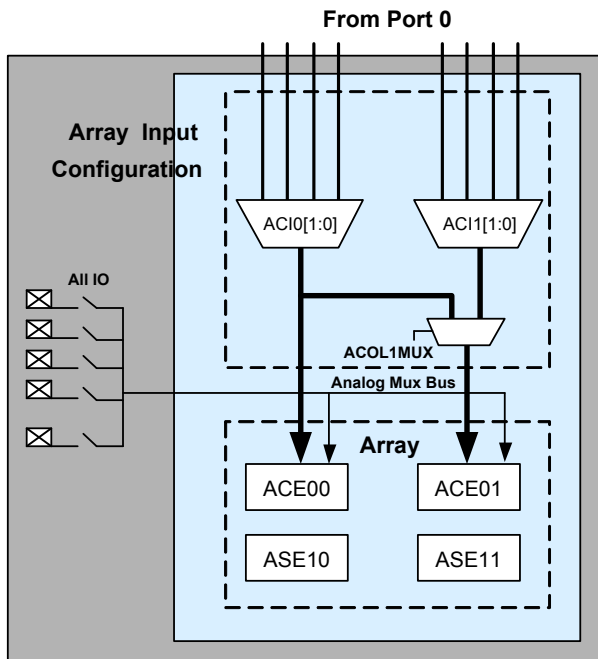 From Port 0
Array Input
Configuration
ACI0[1:0]
ACI1[1:0]
All IO
ACOL1MUX
Analog Mux Bus
Array
ACE00
ACE01
ASE10
ASE11